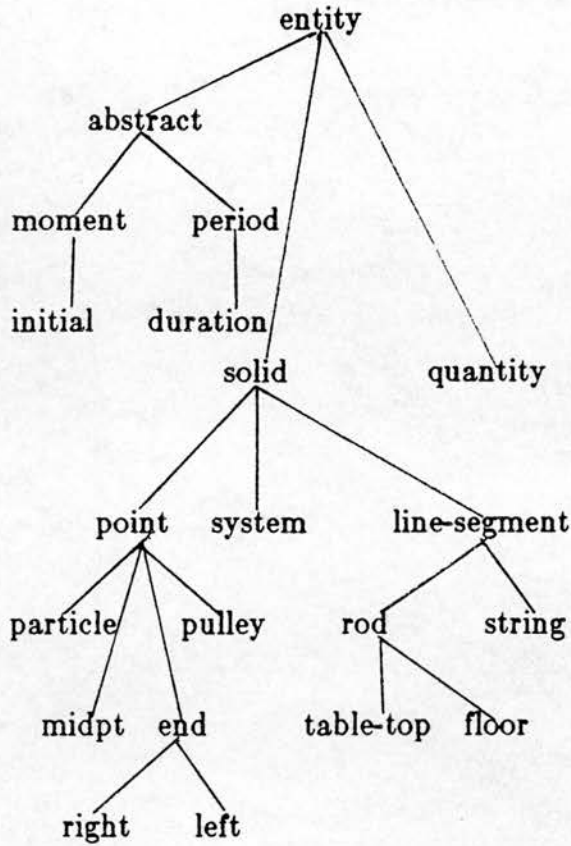 entity
abstract
moment period
initial duration
solid quantity
point system line-segment
particle pulley rod string
midpt end table-top floor
right left